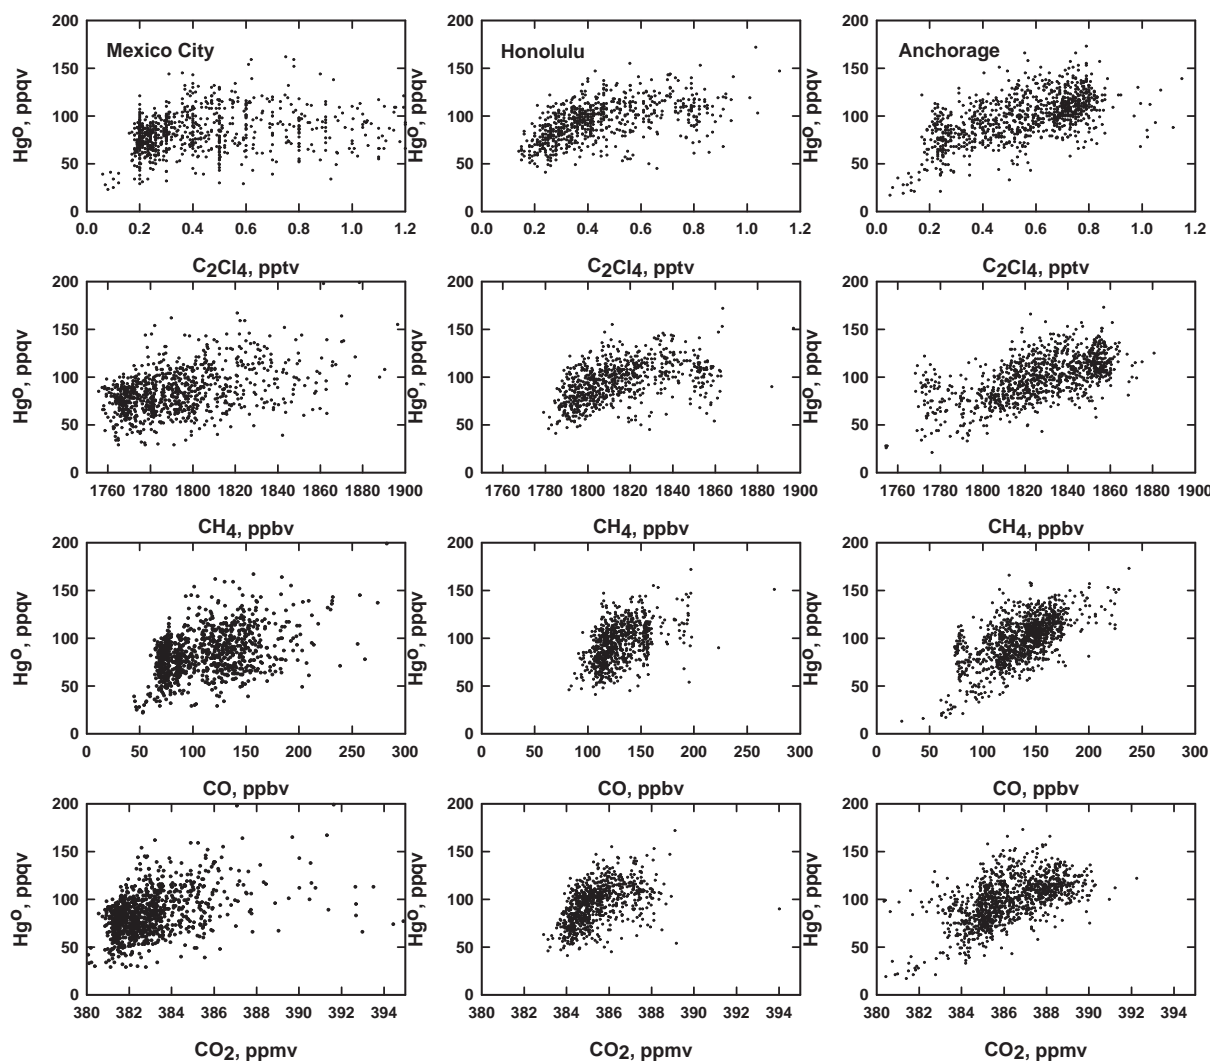 200
150
100
50
0
Hgᵒ, ppqv
Mexico City
0.0 0.2 0.4 0.6 0.8 1.0 1.2
C₂Cl₄, pptv
200
150
100
50
0
Hgᵒ, ppqv
Honolulu
0.0 0.2 0.4 0.6 0.8 1.0 1.2
200
150
100
50
0
Hgᵒ, ppqv
Anchorage
0.0 0.2 0.4 0.6 0.8 1.0 1.2
C₂Cl₄, pptv
C₂Cl₄, pptv
200
150
100
50
0
Hgᵒ, ppqv
1760 1780 1800 1820 1840 1860 1880 1900
CH₄, ppbv
200
150
100
50
0
Hgᵒ, ppqv
1760 1780 1800 1820 1840 1860 1880 1900
CH₄, ppbv
200
150
100
50
0
Hgᵒ, ppqv
1760 1780 1800 1820 1840 1860 1880 1900
CH₄, ppbv
200
150
100
50
0
Hgᵒ, ppqv
0 50 100 150 200 250 300
CO, ppbv
200
150
100
50
0
Hgᵒ, ppqv
0 50 100 150 200 250 300
CO, ppbv
200
150
100
50
0
Hgᵒ, ppqv
0 50 100 150 200 250 300
CO, ppbv
200
150
100
50
0
Hgᵒ, ppqv
380 382 384 386 388 390 392 394
CO₂, ppmv
200
150
100
50
0
Hgᵒ, ppqv
380 382 384 386 388 390 392 394
CO₂, ppmv
200
150
100
50
0
Hgᵒ, ppqv
380 382 384 386 388 390 392 394
CO₂, ppmv